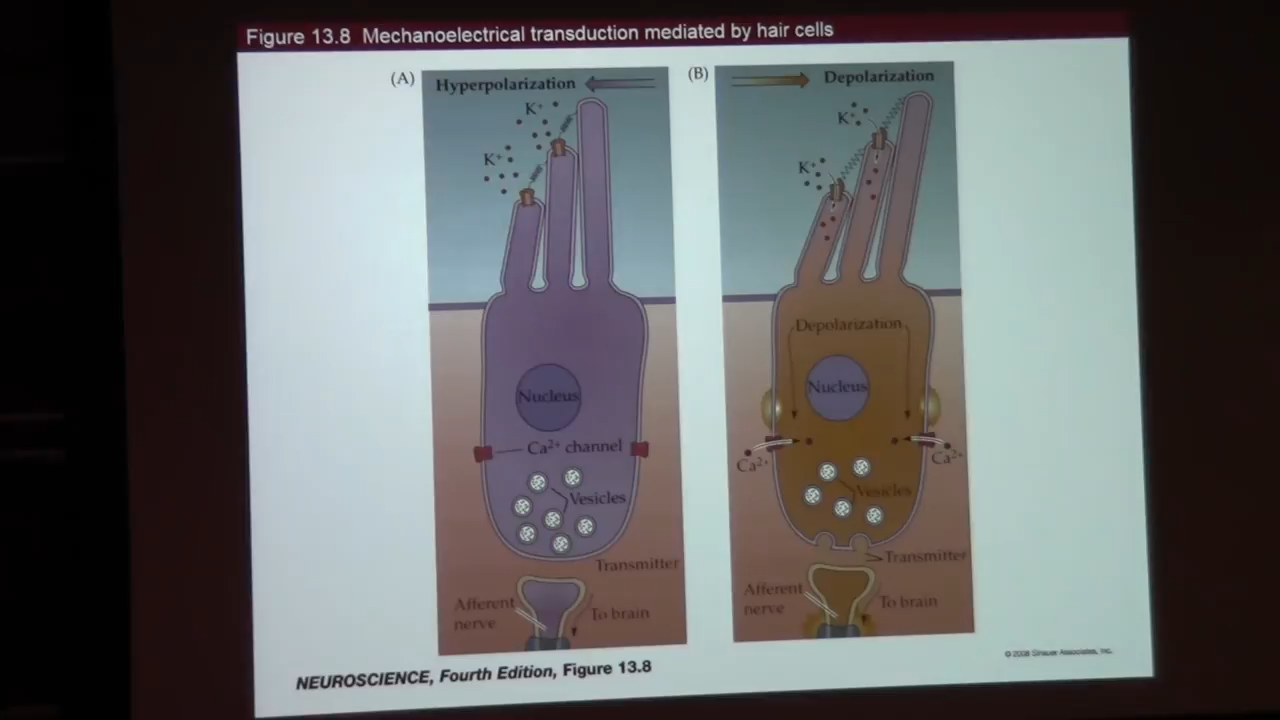 Figure 13.8 Mechanoelectrical transduction mediated by hair cells
(A)
Hyperpolarization
K+
K+
Nucleus
Ca2+ channel
Vesicles
Transmitter
Afferent
nerve
To brain
(B)
Depolarization
K+
K+
Depolarization
Nucleus
Ca2+
Ca2+
Vesicles
Transmitter
Afferent
nerve
To brain
NEUROSCIENCE, Fourth Edition, Figure 13.8
© 2008 Sinauer Associates, Inc.